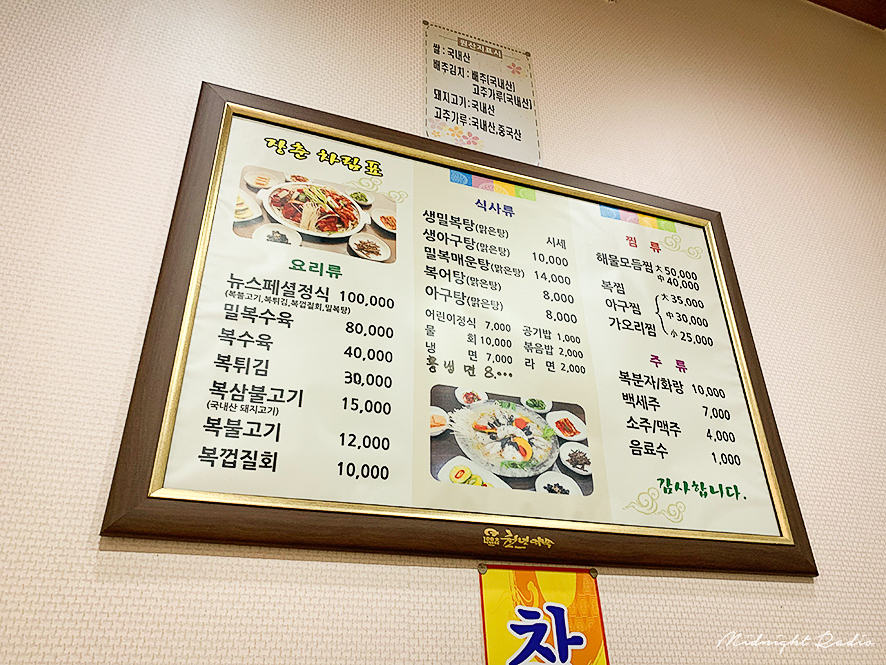 원산지표시
쌀 : 국내산
배추김치 : 배추(국내산)
고추가루(국내산)
돼지고기 : 국내산
고추가루 : 국내산, 중국산
장춘 차림표
요리류
뉴스페셜정식 100,000
(복불고기,복튀김,복껍질회,밀복탕)
밀복수육 80,000
복수육 40,000
복튀김 30,000
복삼불고기 15,000
(국내산 돼지고기)
복불고기 12,000
복껍질회 10,000
식사류
생밀복탕(맑은탕) 시세
생아구탕(맑은탕) 10,000
밀복매운탕(맑은탕) 14,000
복어탕(맑은탕) 8,000
아구탕(맑은탕) 8,000
어린이정식 7,000 공기밥 1,000
물 회 10,000 볶음밥 2,000
냉 면 7,000 라 면 2,000
찜 류
해물모듬찜 大 50,000
中 40,000
복찜
아구찜
가오리찜
大 35,000
中 30,000
小 25,000
주 류
복분자/화랑 10,000
백세주 7,000
소주/맥주 4,000
음료수 1,000
감사합니다.
차
Midnight Radio